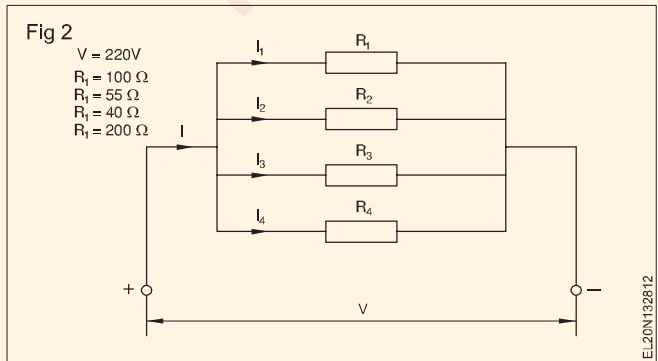 Fig 2
V = 220V
R₁ = 100 Ω
R₁ = 55 Ω
R₁ = 40 Ω
R₁ = 200 Ω
I
I₁
R₁
I₂
R₂
I₃
R₃
I₄
R₄
+
–
V
EL20N132812